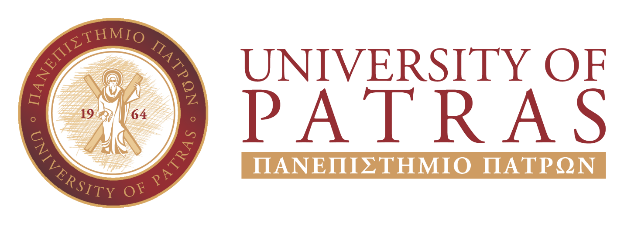 ΠΑΝΕΠΙΣΤΗΜΙΟ ΠΑΤΡΩΝ
19 64
UNIVERSITY OF PATRAS
UNIVERSITY OF
PATRAS
ΠΑΝΕΠΙΣΤΗΜΙΟ ΠΑΤΡΩΝ